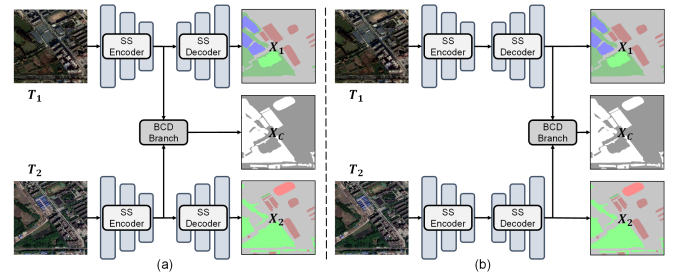 SS
Encoder
SS
Decoder
X1
T1
BCD
Branch
XC
T2
SS
Encoder
SS
Decoder
X2
(a)
SS
Encoder
SS
Decoder
X1
T1
BCD
Branch
XC
T2
SS
Encoder
SS
Decoder
X2
(b)